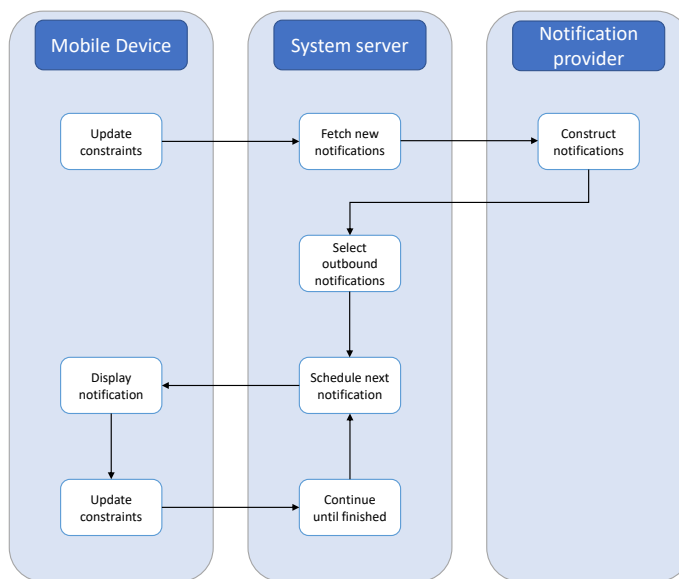 Mobile Device
System server
Notification
provider
Update
constraints
Fetch new
notifications
Construct
notifications
Select
outbound
notifications
Display
notification
Schedule next
notification
Update
constraints
Continue
until finished